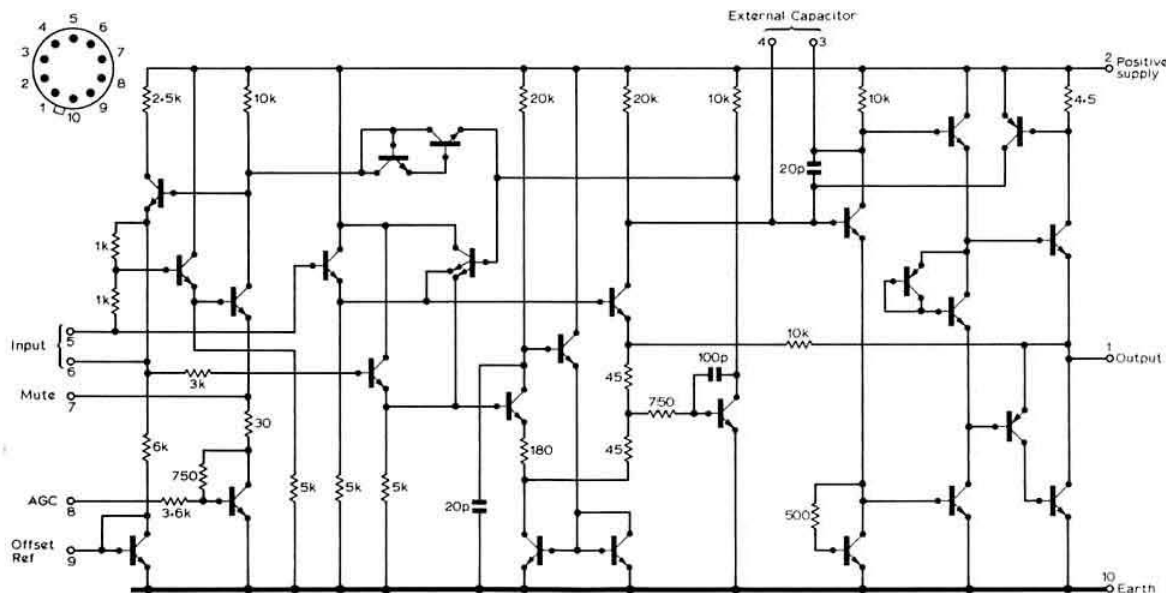 External Capacitor
4 3
5
4 6
3 7
2 8
1 9
10
2 Positive supply
2·5k
10k
20k
20k
10k
10k
4·5
20p
1k
1k
Input
5
6
Mute
7
3k
10k
1
Output
100p
45
750
45
30
6k
750
180
AGC
8
3·6k
5k
5k
5k
20p
500
Offset Ref
9
10
Earth